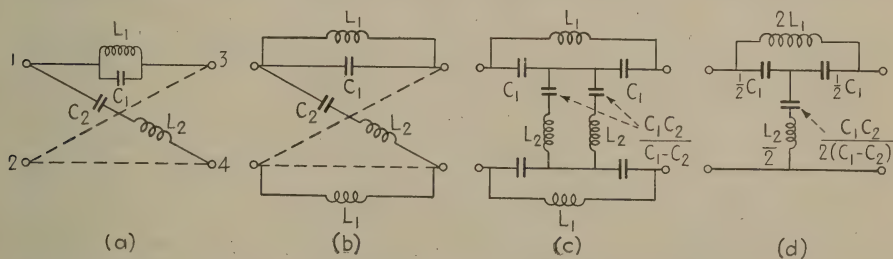 L₁
1
3
C₁
C₂
L₂
2
4
(a)
L₁
C₁
C₂
L₂
L₁
(b)
L₁
C₁
C₁
L₂
L₂
C₁C₂
C₁-C₂
L₁
(c)
2L₁
½C₁
½C₁
L₂
2
C₁C₂
2(C₁-C₂)
(d)